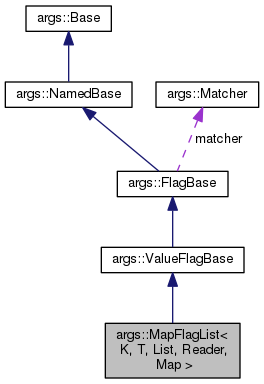 args::Base
args::NamedBase
args::Matcher
matcher
args::FlagBase
args::ValueFlagBase
args::MapFlagList<
K, T, List, Reader,
Map >